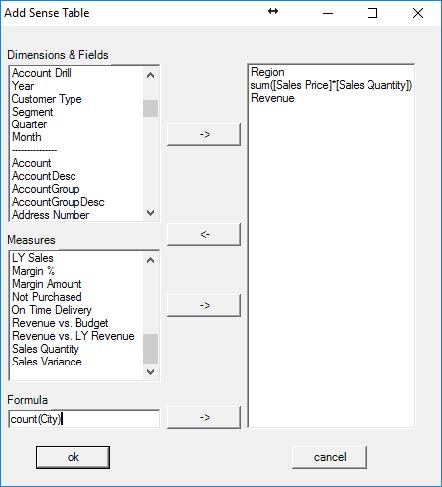 Add Sense Table
Dimensions & Fields
Account Drill
Year
Customer Type
Segment
Quarter
Month
---------------
Account
AccountDesc
AccountGroup
AccountGroupDesc
Address Number
->
<-
Measures
LY Sales
Margin %
Margin Amount
Not Purchased
On Time Delivery
Revenue vs. Budget
Revenue vs. LY Revenue
Sales Quantity
Sales Variance
->
Formula
count(City)
->
Region
sum([Sales Price]*[Sales Quantity])
Revenue
ok
cancel